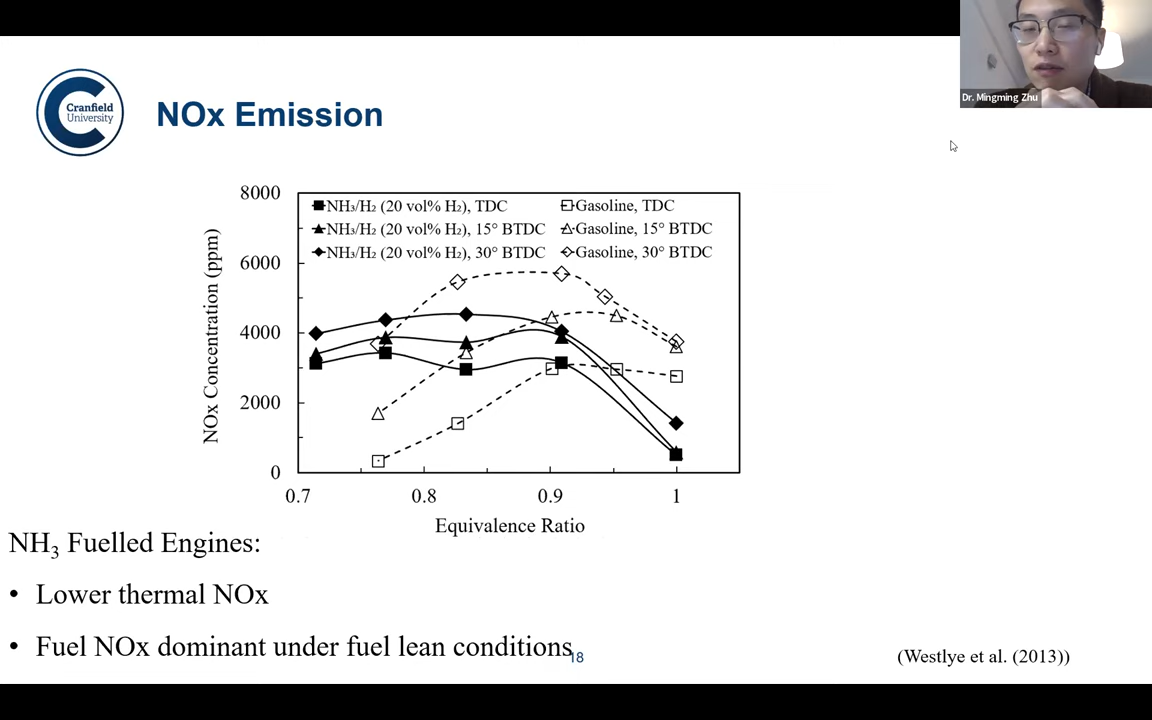 Dr. Mingming Zhu
Cranfield
University
NOx Emission
8000
6000
4000
2000
0
NOx Concentration (ppm)
NH₃/H₂ (20 vol% H₂), TDC
Gasoline, TDC
NH₃/H₂ (20 vol% H₂), 15° BTDC
Gasoline, 15° BTDC
NH₃/H₂ (20 vol% H₂), 30° BTDC
Gasoline, 30° BTDC
0.7 0.8 0.9 1
Equivalence Ratio
NH₃ Fuelled Engines:
• Lower thermal NOx
• Fuel NOx dominant under fuel lean conditions
18
(Westlye et al. (2013))